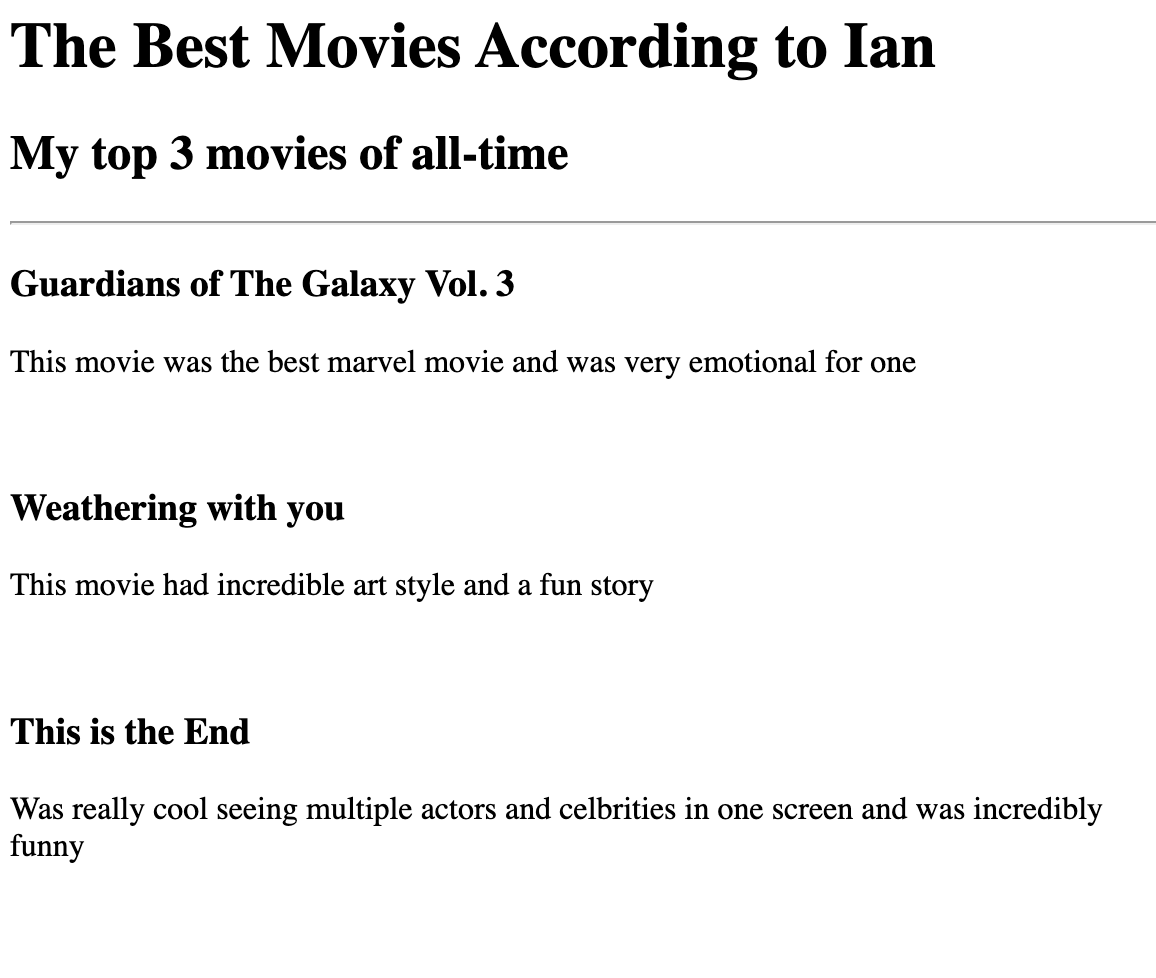 The Best Movies According to Ian
My top 3 movies of all-time
Guardians of The Galaxy Vol. 3
This movie was the best marvel movie and was very emotional for one
Weathering with you
This movie had incredible art style and a fun story
This is the End
Was really cool seeing multiple actors and celbrities in one screen and was incredibly
funny